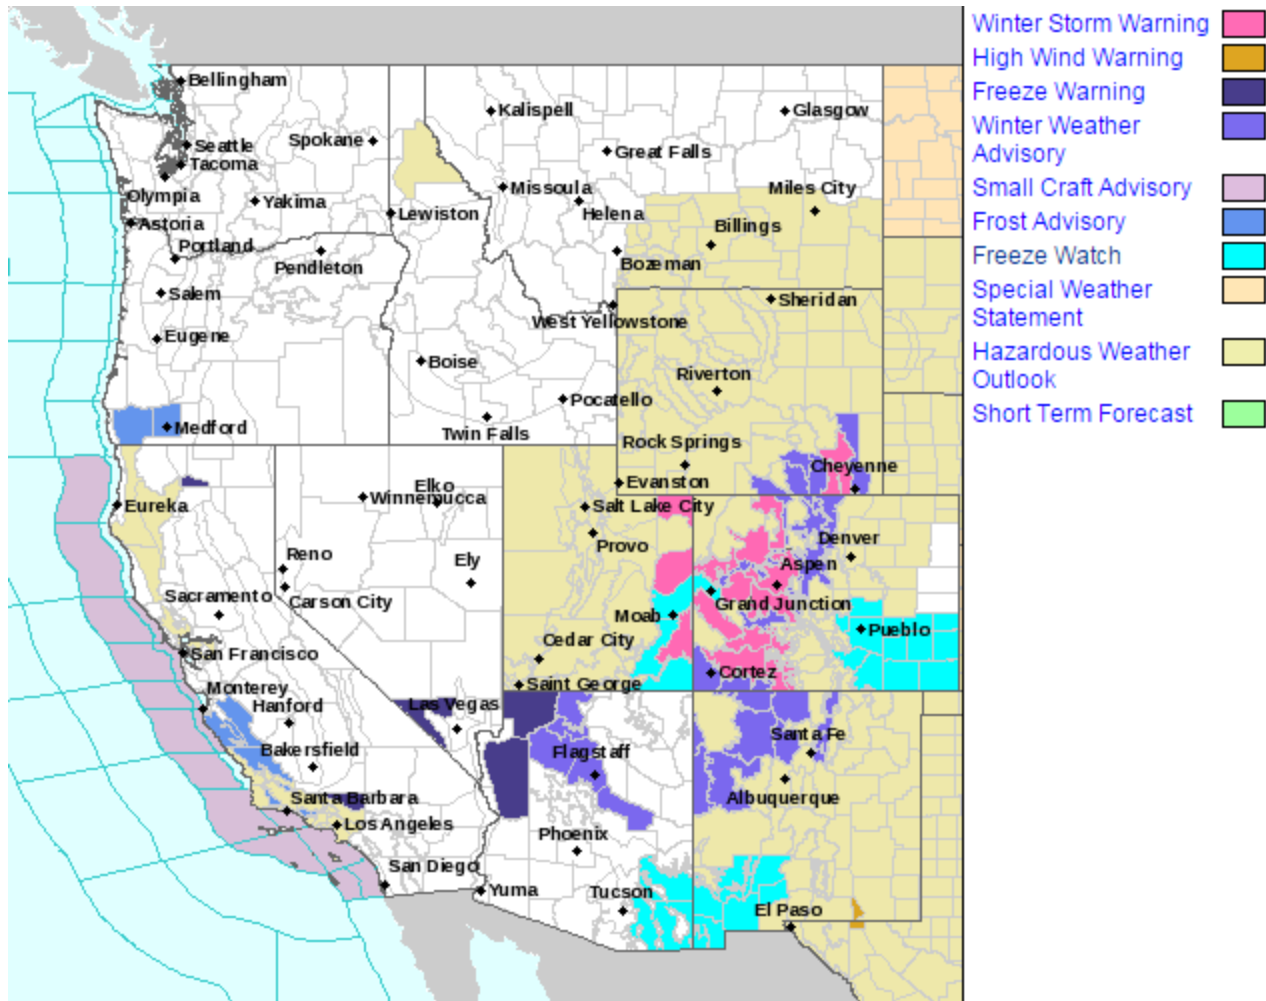 Winter Storm Warning
High Wind Warning
Freeze Warning
Winter Weather
Advisory
Small Craft Advisory
Frost Advisory
Freeze Watch
Special Weather
Statement
Hazardous Weather
Outlook
Short Term Forecast
Bellingham
Kalispell
Glasgow
Seattle
Spokane
Great Falls
Tacoma
Olympia
Yakima
Lewiston
Missoula
Helena
Miles City
Astoria
Portland
Pendleton
Billings
Bozeman
Salem
Sheridan
West Yellowstone
Eugene
Boise
Riverton
Pocatello
Medford
Twin Falls
Rock Springs
Cheyenne
Evanston
Elko
Winnemucca
Eureka
Salt Lake City
Provo
Denver
Reno
Ely
Aspen
Sacramento
Carson City
Moab
Grand Junction
Pueblo
San Francisco
Cedar City
Cortez
Monterey
Hanford
Las Vegas
Saint George
Bakersfield
Flagstaff
Santa Fe
Santa Barbara
Albuquerque
Los Angeles
Phoenix
San Diego
Yuma
Tucson
El Paso